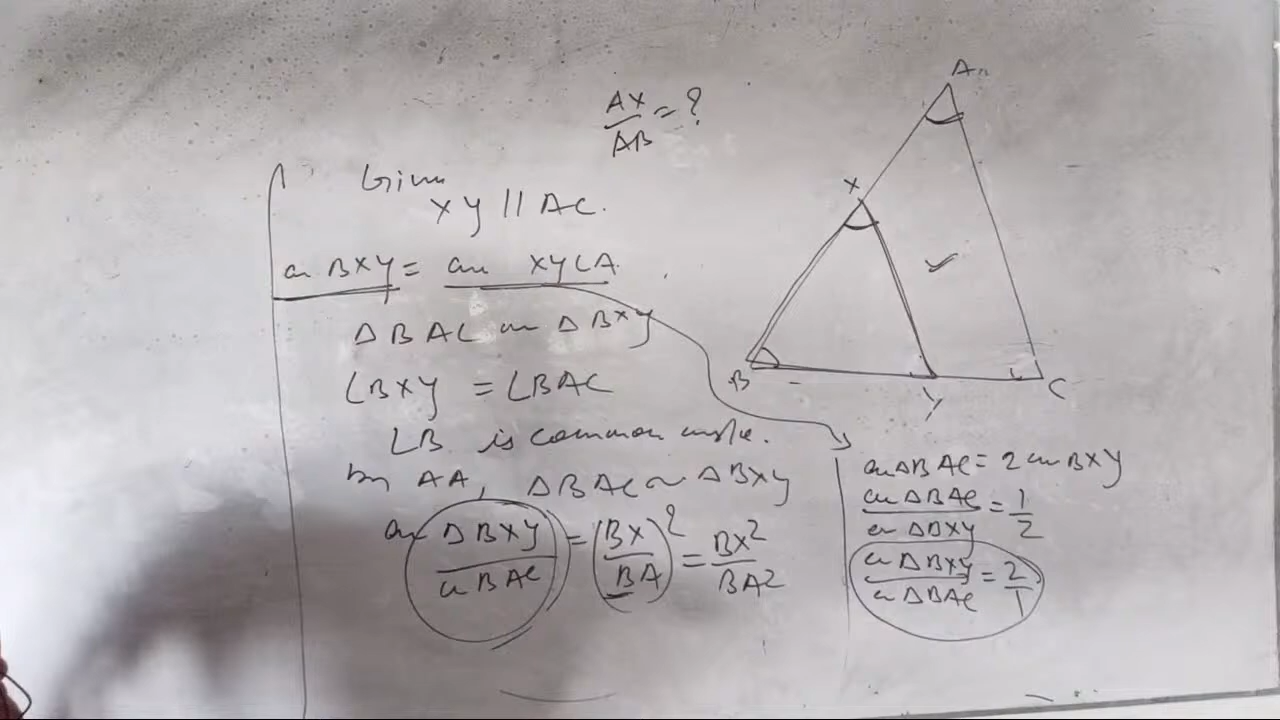 AX/AB = ?
Given
XY || AC.
ar BXY = ar XYCA.
Δ BAC ~ Δ BXY
∠BXY = ∠BAC
∠B is common angle.
by AA, Δ BAC ~ Δ BXY
ar Δ BXY / ar BAC = (BX/BA)² = BX²/BA²
A
X
B
Y
C
ar Δ BAC = 2 ar BXY
ar Δ BAC / ar Δ BXY = 1/2
ar Δ BXY / ar Δ BAC = 2/1